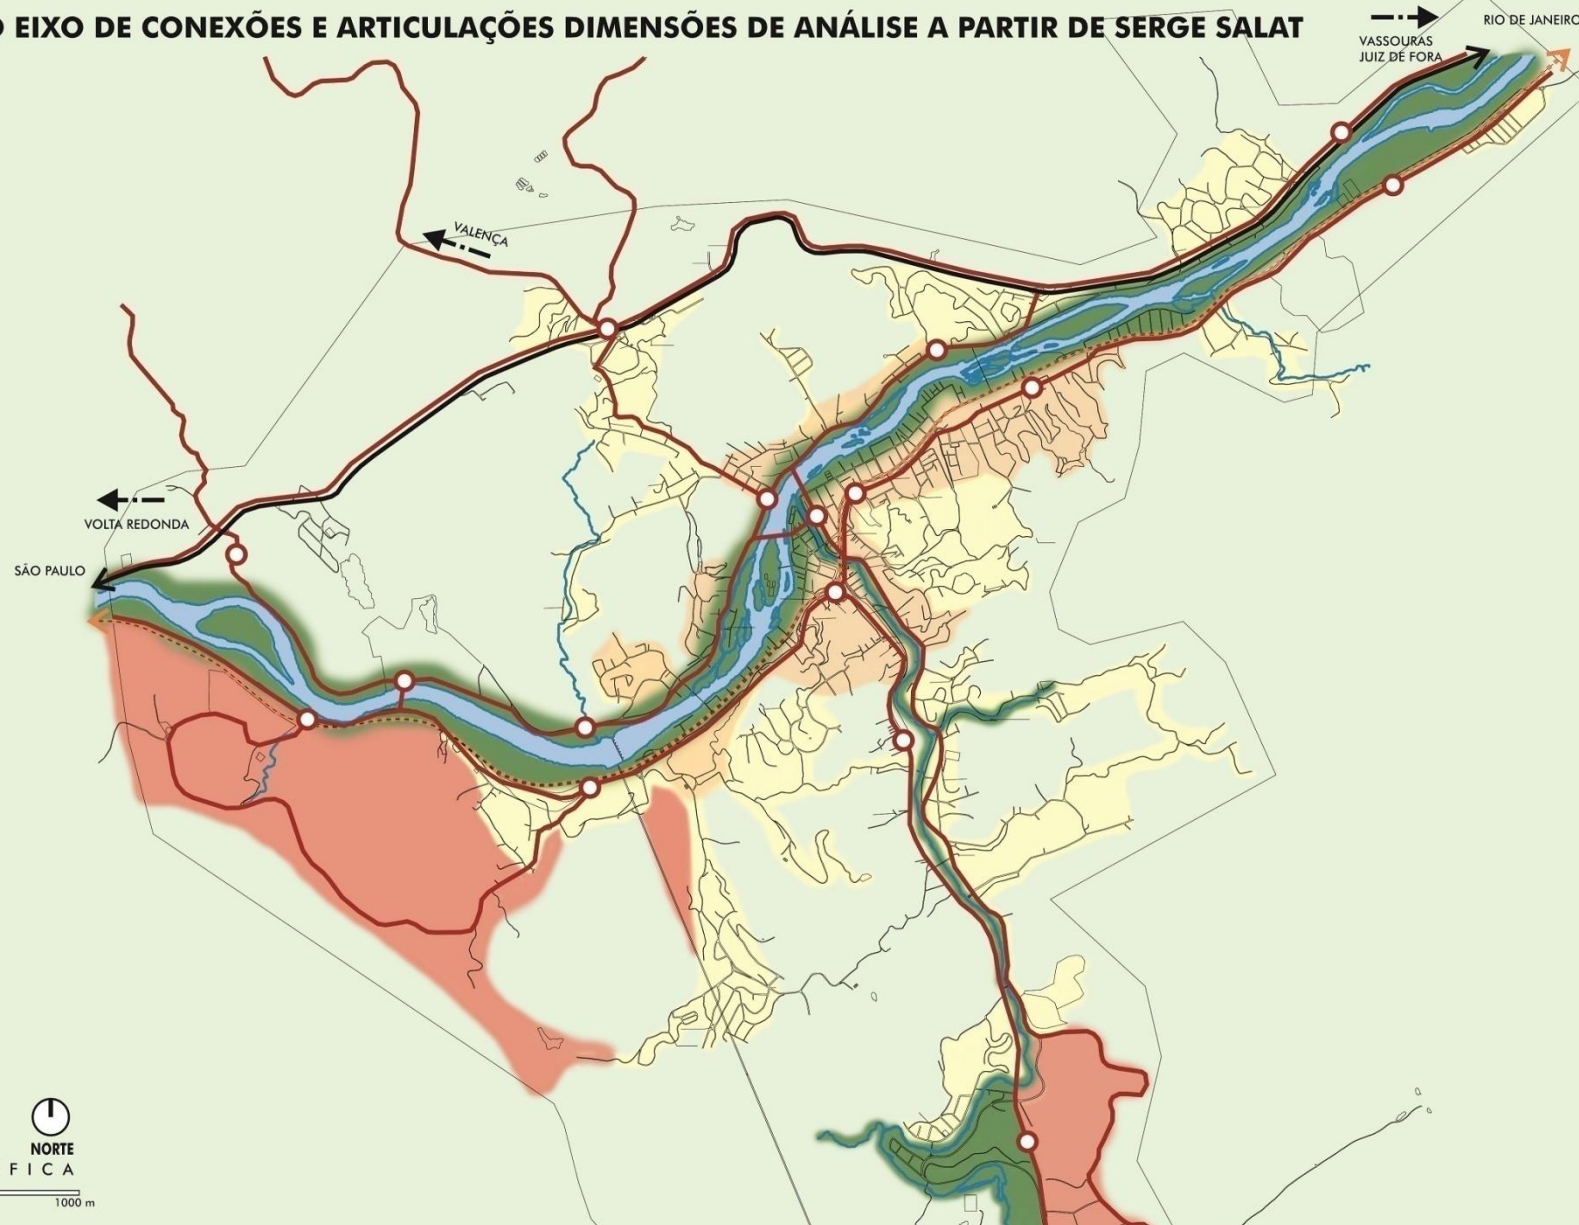 O EIXO DE CONEXÕES E ARTICULAÇÕES DIMENSÕES DE ANÁLISE A PARTIR DE SERGE SALAT
RIO DE JANEIRO
VASSOURAS
JUIZ DE FORA
VALENÇA
VOLTA REDONDA
SÃO PAULO
NORTE
FICA
1000 m